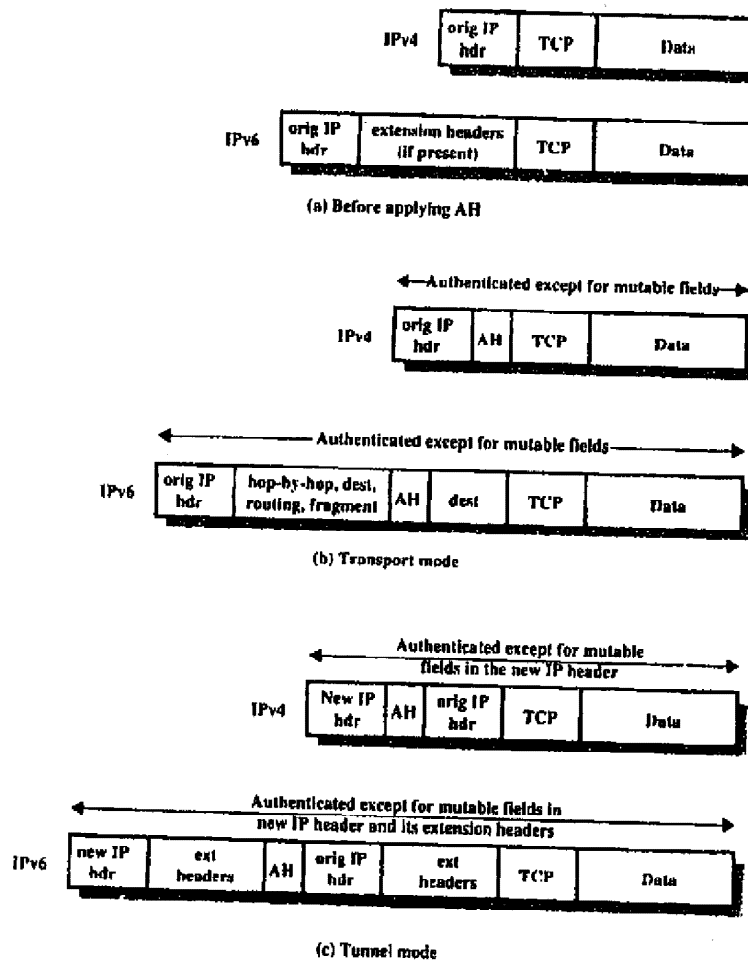 IPv4
orig IP hdr
TCP
Data
IPv6
orig IP hdr
extension headers (if present)
TCP
Data
(a) Before applying AH
Authenticated except for mutable fields
IPv4
orig IP hdr
AH
TCP
Data
Authenticated except for mutable fields
IPv6
orig IP hdr
hop-by-hop, dest, routing, fragment
AH
dest
TCP
Data
(b) Transport mode
Authenticated except for mutable
fields in the new IP header
IPv4
New IP hdr
AH
orig IP hdr
TCP
Data
Authenticated except for mutable fields in
new IP header and its extension headers
IPv6
new IP hdr
ext headers
AH
orig IP hdr
ext headers
TCP
Data
(c) Tunnel mode